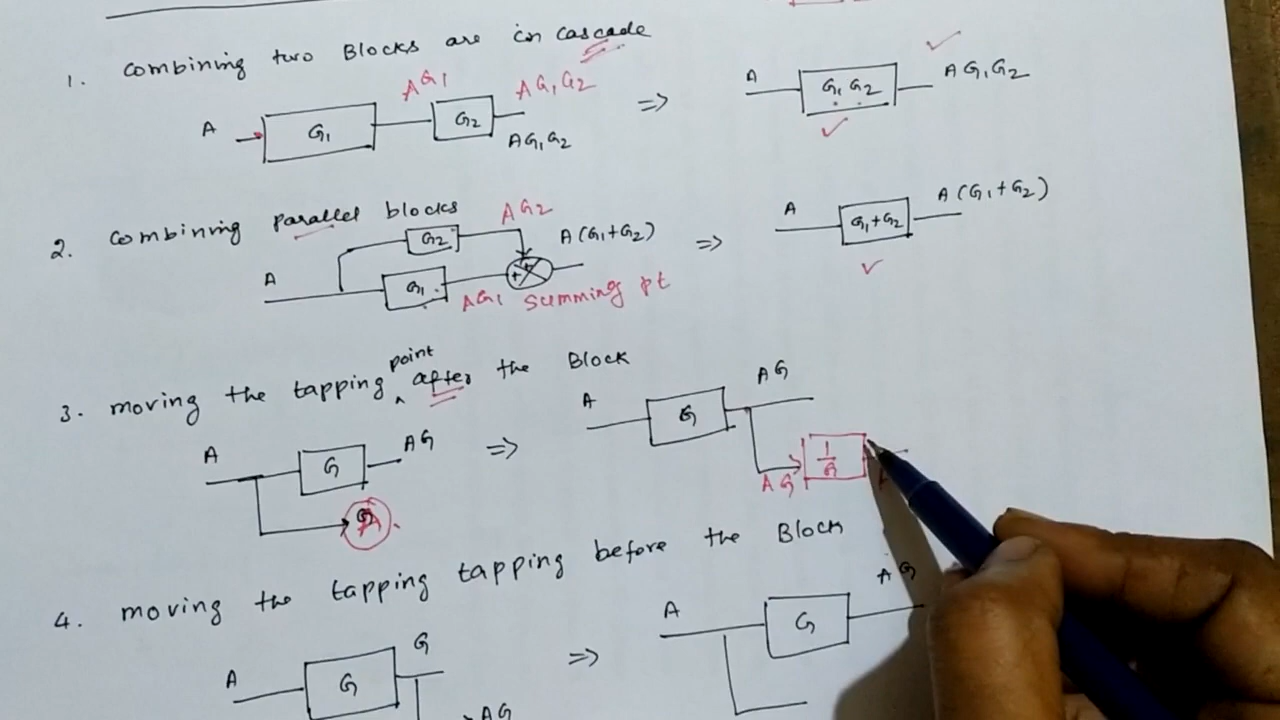 1. Combining two Blocks are in cascade
A G1 AG1 G2 AG1G2 AG1G2 => A G1 G2 AG1G2
2. Combining parallel blocks
A G2 AG2 G1 AG1 + + A(G1+G2) summing pt => A G1+G2 A(G1+G2)
3. moving the tapping point after the Block
A G AG A => A G AG AG 1/G
4. moving the tapping tapping before the Block
A G G AG => A G AG